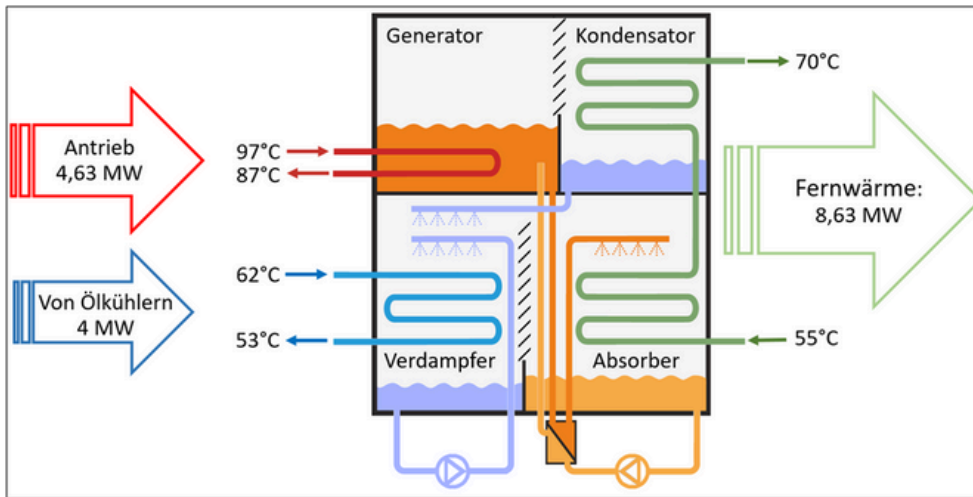 Generator
Kondensator
70°C
Antrieb
4,63 MW
97°C
87°C
Fernwärme:
8,63 MW
Von Ölkühlern
4 MW
62°C
53°C
55°C
Verdampfer
Absorber